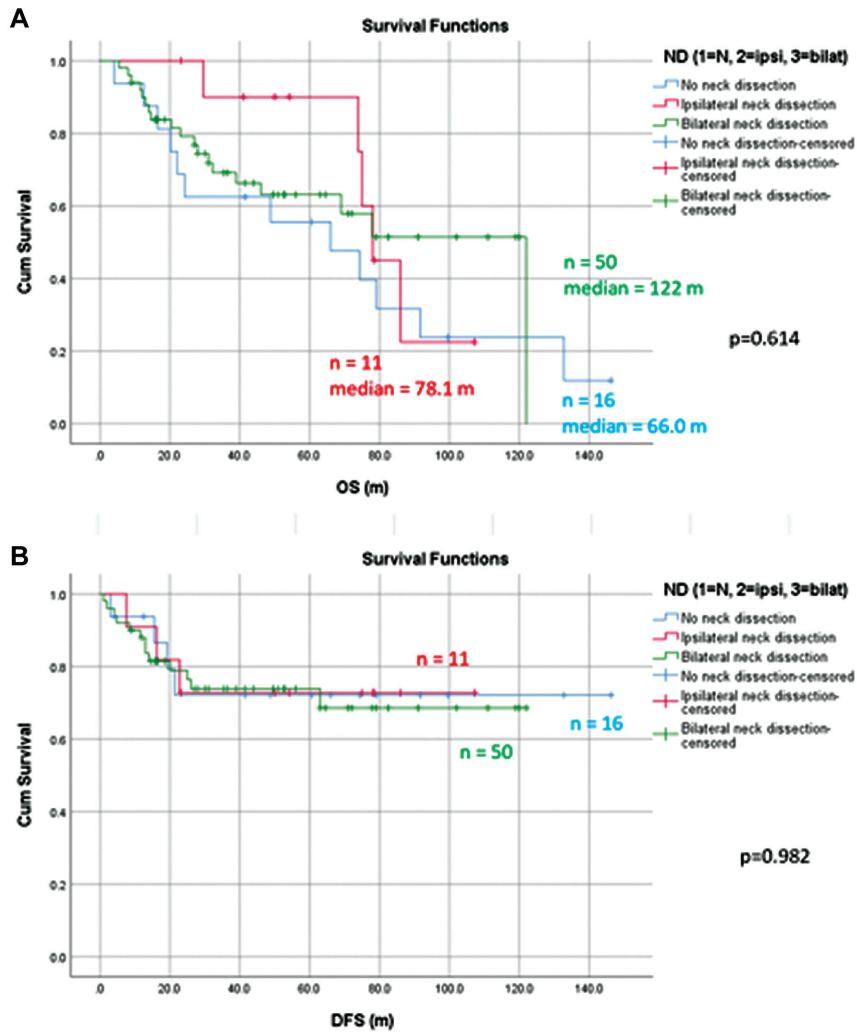 A
Survival Functions
ND (1=N, 2=ipsi, 3=bilat)
No neck dissection
Ipsilateral neck dissection
Bilateral neck dissection
No neck dissection-censored
Ipsilateral neck dissection-
censored
Bilateral neck dissection-
censored
Cum Survival
1.0
0.8
0.6
0.4
0.2
0.0
n = 50
median = 122 m
p=0.614
n = 11
median = 78.1 m
n = 16
median = 66.0 m
.0 20.0 40.0 60.0 80.0 100.0 120.0 140.0
OS (m)
B
Survival Functions
ND (1=N, 2=ipsi, 3=bilat)
No neck dissection
Ipsilateral neck dissection
Bilateral neck dissection
No neck dissection-censored
Ipsilateral neck dissection-
censored
Bilateral neck dissection-
censored
Cum Survival
1.0
0.8
0.6
0.4
0.2
0.0
n = 11
n = 16
n = 50
p=0.982
.0 20.0 40.0 60.0 80.0 100.0 120.0 140.0
DFS (m)